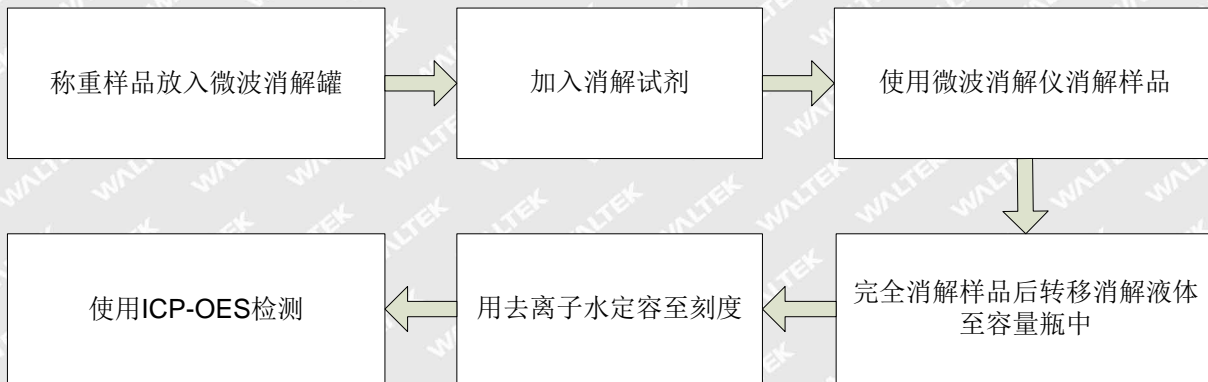 称重样品放入微波消解罐
加入消解试剂
使用微波消解仪消解样品
完全消解样品后转移消解液体
至容量瓶中
用去离子水定容至刻度
使用ICP-OES检测
WALTEK